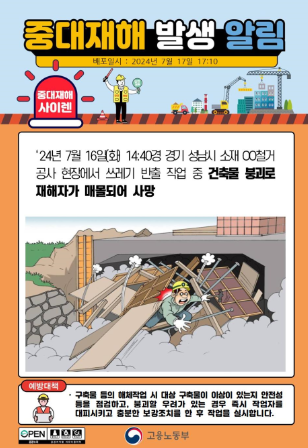 중대재해 발생 알림
배포일시 : 2024년 7월 17일 17:10
중대재해
사이렌
'24년 7월 16일(화) 14:40경 경기 성남시 소재 OO철거
공사 현장에서 쓰레기 반출 작업 중 건축물 붕괴로
재해자가 매몰되어 사망
예방대책
· 구축물 등의 해체작업 시 대상 구축물이 이상이 있는지 안전성
등을 점검하고, 붕괴할 우려가 있는 경우 즉시 작업자를
대피시키고 충분한 보강조치를 한 후 작업을 실시합니다.
OPEN
고용노동부